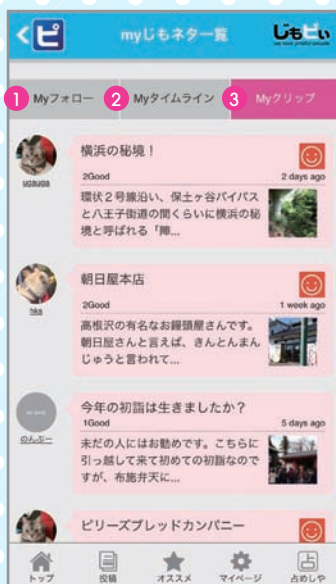 ピ
myじもネタ一覧
じもピぃ
1 Myフォロー
2 Myタイムライン
3 Myクリップ
ugauga
横浜の秘境！
2Good
2 days ago
環状２号線沿い、保土ヶ谷バイパス
と八王子街道の間くらいに横浜の秘
境と呼ばれる「陣...
hka
朝日屋本店
2Good
1 week ago
高根沢の有名なお饅頭屋さんです。
朝日屋さんと言えば、きんとんまん
じゅうと言われて...
のんぶー
今年の初詣は生きましたか？
1Good
5 days ago
未だの人にはお勧めです。こちらに
引っ越して来て初めての初詣なので
すが、布施弁天に...
ビリーズブレッドカンパニー
トップ
投稿
オススメ
マイページ
占
占めしつ